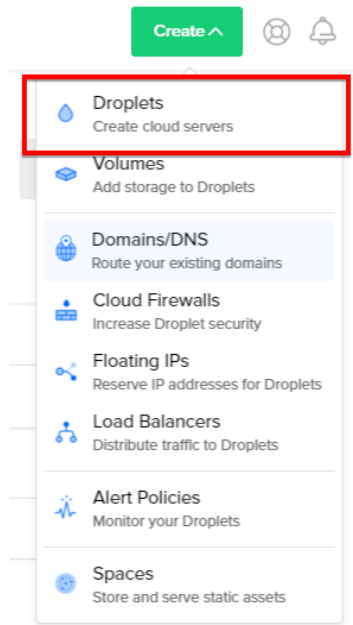 Create
Droplets
Create cloud servers
Volumes
Add storage to Droplets
Domains/DNS
Route your existing domains
Cloud Firewalls
Increase Droplet security
Floating IPs
Reserve IP addresses for Droplets
Load Balancers
Distribute traffic to Droplets
Alert Policies
Monitor your Droplets
Spaces
Store and serve static assets